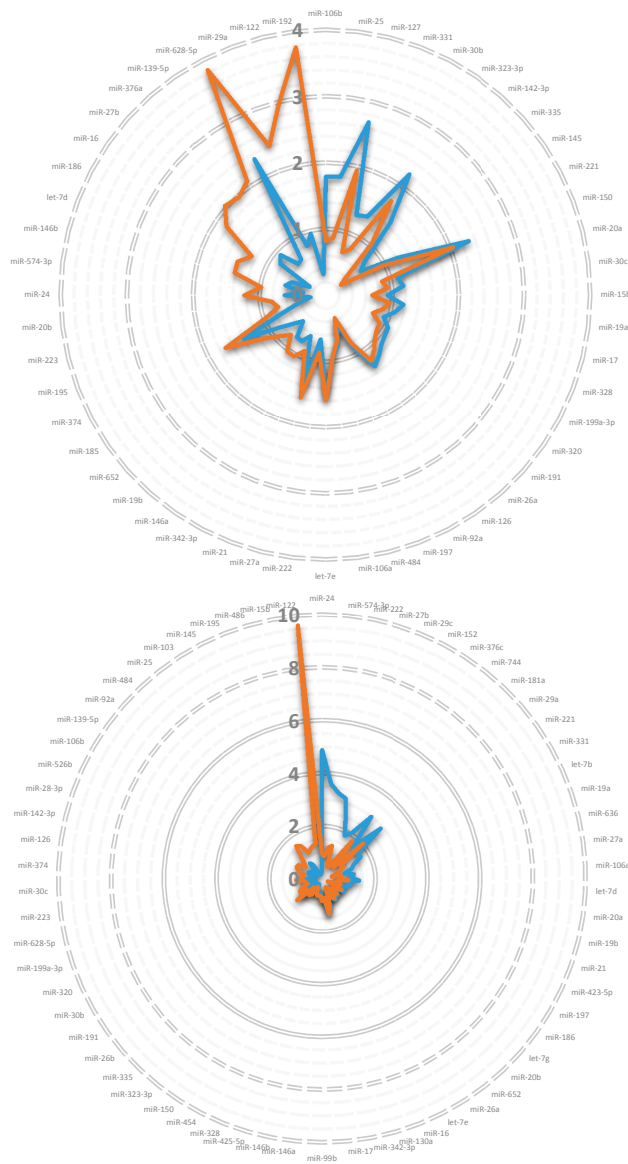 miR-106b
miR-25
miR-127
miR-331
miR-30b
miR-323-3p
miR-142-3p
miR-335
miR-145
miR-221
miR-150
miR-20a
miR-30c
miR-15b
miR-19a
miR-17
miR-328
miR-199a-3p
miR-320
miR-191
miR-26a
miR-126
miR-92a
miR-197
miR-484
miR-106a
let-7e
miR-222
miR-27a
miR-21
miR-342-3p
miR-146a
miR-19b
miR-652
miR-185
miR-374
miR-195
miR-223
miR-20b
miR-24
miR-574-3p
miR-146b
let-7d
miR-186
miR-16
miR-27b
miR-376a
miR-139-5p
miR-628-5p
miR-29a
miR-122
miR-192
4
3
2
1
0
miR-24
miR-574-3p
miR-222
miR-27b
miR-29c
miR-152
miR-376c
miR-744
miR-181a
miR-29a
miR-221
miR-331
let-7b
miR-19a
miR-636
miR-27a
miR-106a
let-7d
miR-20a
miR-19b
miR-21
miR-423-5p
miR-197
miR-186
let-7g
miR-20b
miR-652
miR-26a
let-7e
miR-16
miR-130a
miR-342-3p
miR-17
miR-99b
miR-146a
miR-146b
miR-425-5p
miR-328
miR-454
miR-150
miR-323-3p
miR-335
miR-26b
miR-191
miR-30b
miR-320
miR-199a-3p
miR-628-5p
miR-223
miR-30c
miR-374
miR-126
miR-142-3p
miR-28-3p
miR-526b
miR-106b
miR-139-5p
miR-92a
miR-484
miR-25
miR-103
miR-145
miR-195
miR-486
miR-15b
miR-122
10
8
6
4
2
0